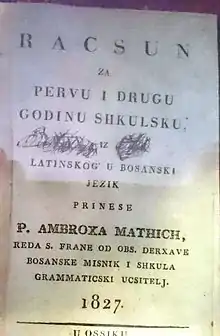 RACSUN
ZA
PERVU I DRUGU
GODINU SHKULSKU,
IZ
LATINSKOG' U BOSANSKI
JEZIK
PRINESE
P. AMBROXA MATHICH,
REDA S. FRANE OD OBS. DERXAVE
BOSANSKE MISNIK I SHKULA
GRAMMATICSKI UCSITELJ.
1827.
U OSSIKU